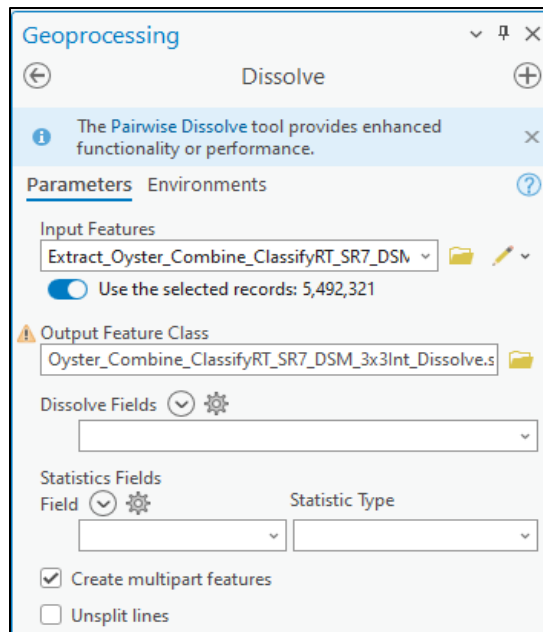 Geoprocessing
Dissolve
The Pairwise Dissolve tool provides enhanced
functionality or performance.
Parameters Environments
Input Features
Extract_Oyster_Combine_ClassifyRT_SR7_DSM
Use the selected records: 5,492,321
Output Feature Class
Oyster_Combine_ClassifyRT_SR7_DSM_3x3Int_Dissolve.s
Dissolve Fields
Statistics Fields
Field Statistic Type
Create multipart features
Unsplit lines